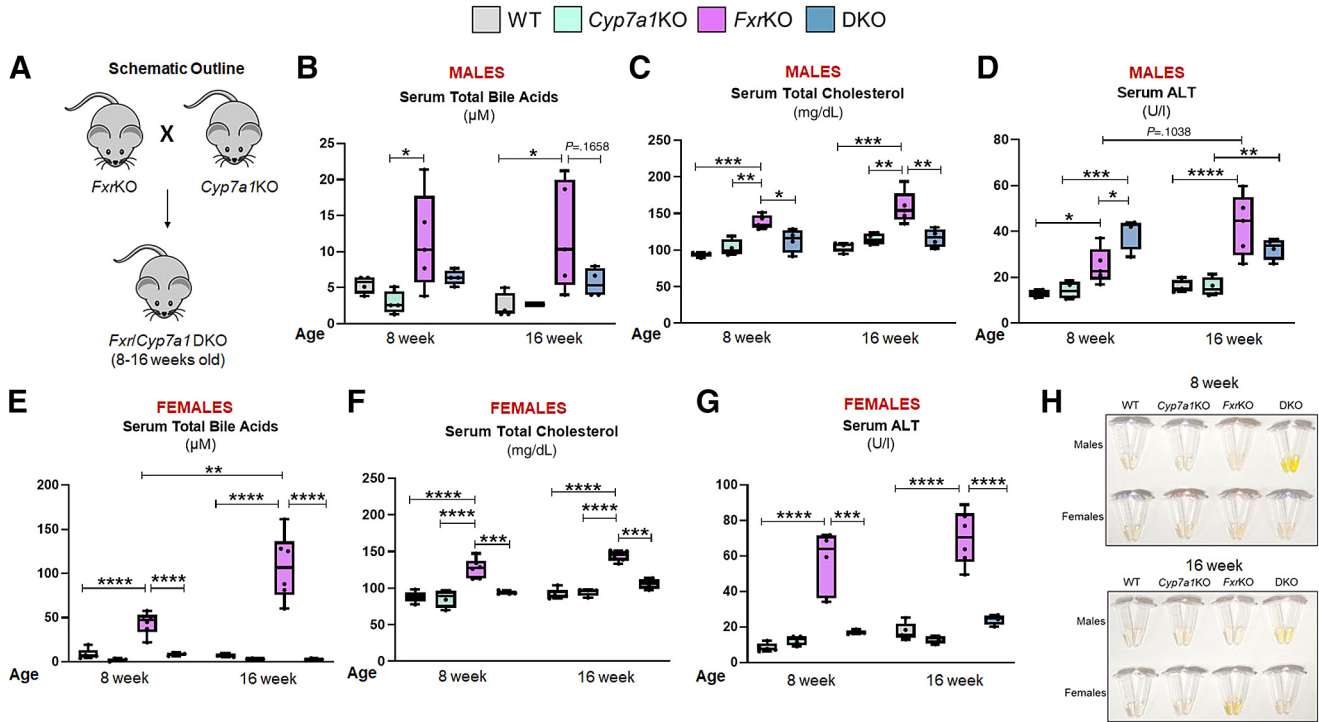 WT Cyp7a1KO FxrKO DKO
A
Schematic Outline
X
FxrKO Cyp7a1KO
Fxr/Cyp7a1 DKO
(8-16 weeks old)
B
MALES
Serum Total Bile Acids
(µM)
25
20
15
10
5
0
*
*
P=.1658
Age 8 week 16 week
C
MALES
Serum Total Cholesterol
(mg/dL)
250
200
150
100
50
0
***
**
*
***
** **
Age 8 week 16 week
D
MALES
Serum ALT
(U/l)
80
60
40
20
0
P=.1038
***
*
*
**
****
Age 8 week 16 week
E
FEMALES
Serum Total Bile Acids
(µM)
200
150
100
50
0
**
**** ****
**** ****
Age 8 week 16 week
F
FEMALES
Serum Total Cholesterol
(mg/dL)
250
200
150
100
50
0
****
****
***
****
****
***
Age 8 week 16 week
G
FEMALES
Serum ALT
(U/l)
100
80
60
40
20
0
**** ***
**** ****
Age 8 week 16 week
H
8 week
WT Cyp7a1KO FxrKO DKO
Males
Females
16 week
WT Cyp7a1KO FxrKO DKO
Males
Females